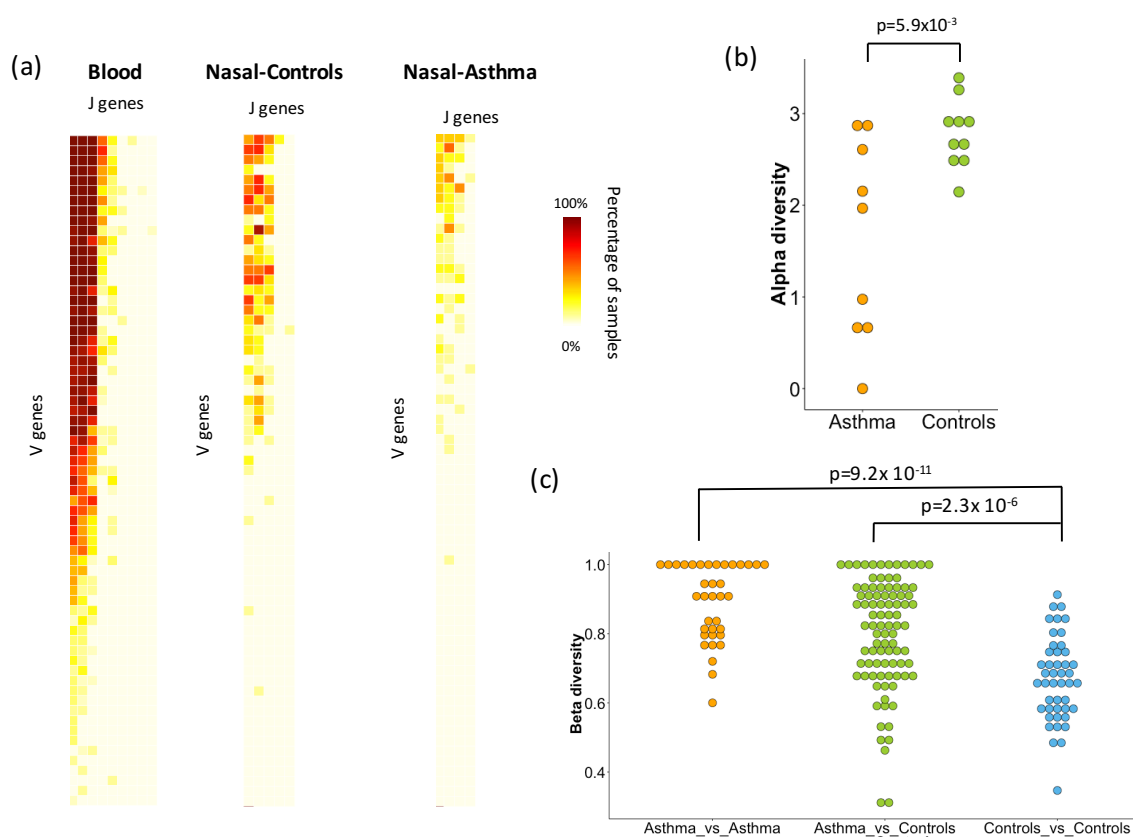 (a)
Blood
Nasal-Controls
Nasal-Asthma
J genes
J genes
J genes
V genes
V genes
V genes
100%
0%
Percentage of samples
(b)
p=5.9x10⁻³
Alpha diversity
3
2
1
0
Asthma
Controls
(c)
p=9.2x 10⁻¹¹
p=2.3x 10⁻⁶
Beta diversity
1.0
0.8
0.6
0.4
Asthma_vs_Asthma
Asthma_vs_Controls
Controls_vs_Controls